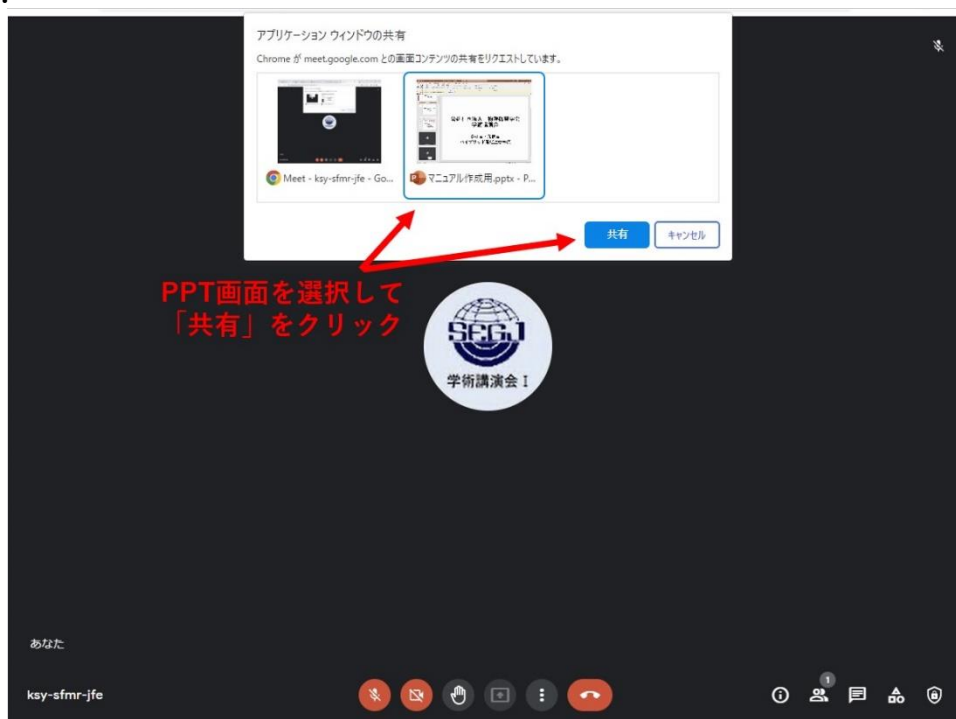 アプリケーション ウィンドウの共有
Chrome が meet.google.com との画面コンテンツの共有をリクエストしています。
Meet - ksy-sfmr-jfe - Go...
マニュアル作成用.pptx - P...
共有
キャンセル
PPT画面を選択して
「共有」をクリック
SEGJ
学術講演会 I
あなた
ksy-sfmr-jfe
1